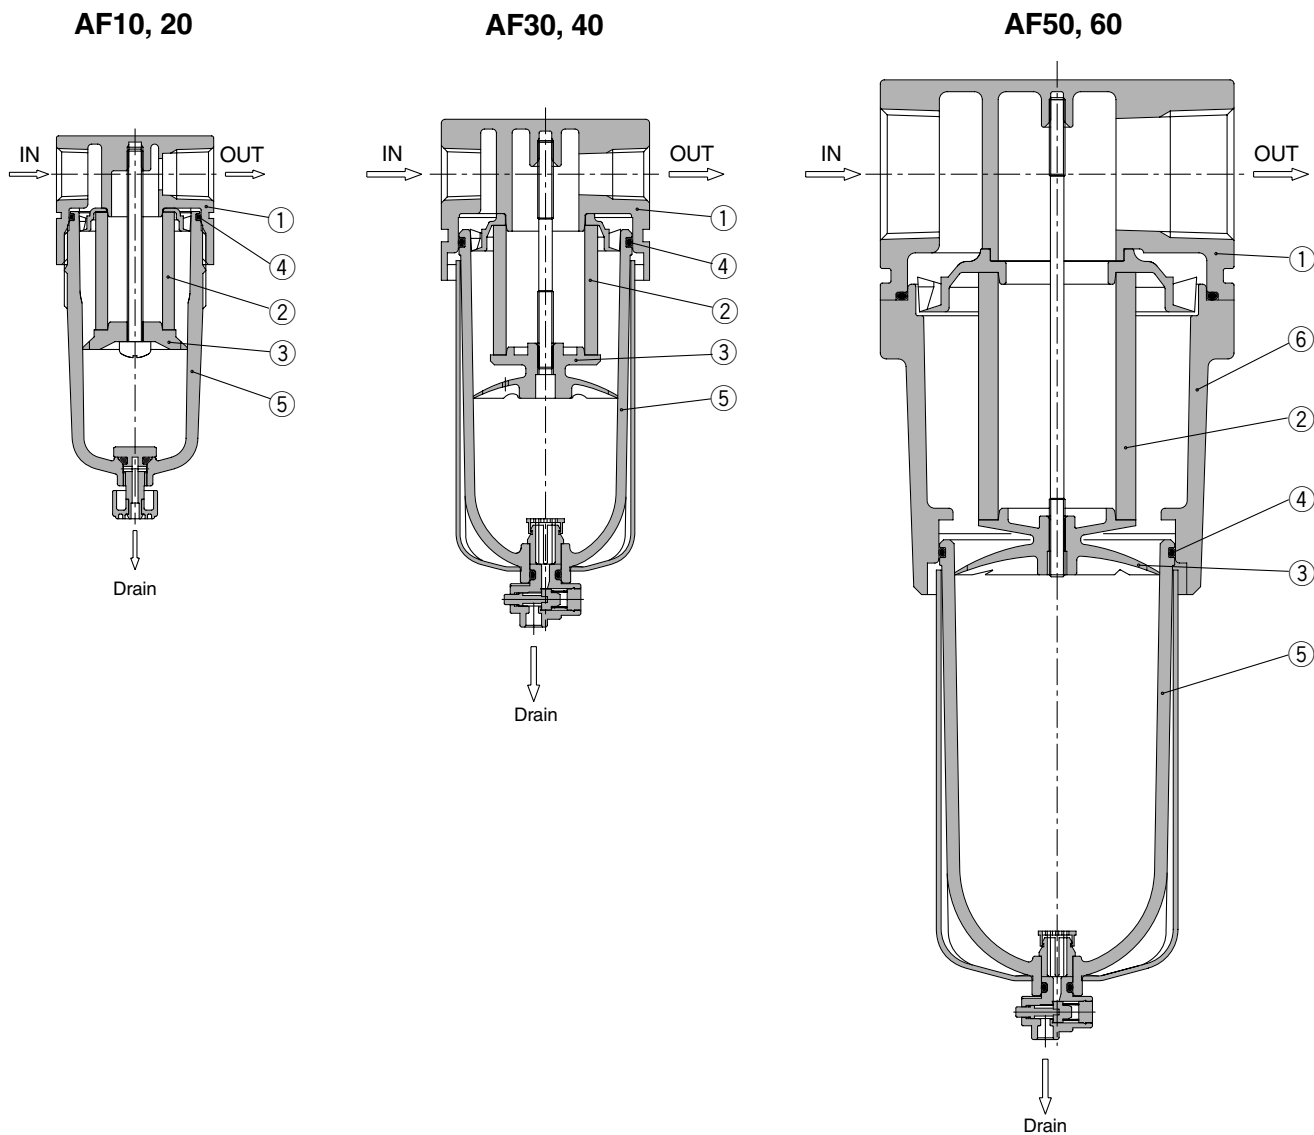 AF10, 20
IN
OUT
①
④
②
③
⑤
Drain
AF30, 40
IN
OUT
①
④
②
③
⑤
Drain
AF50, 60
IN
OUT
①
⑥
②
④
③
⑤
Drain